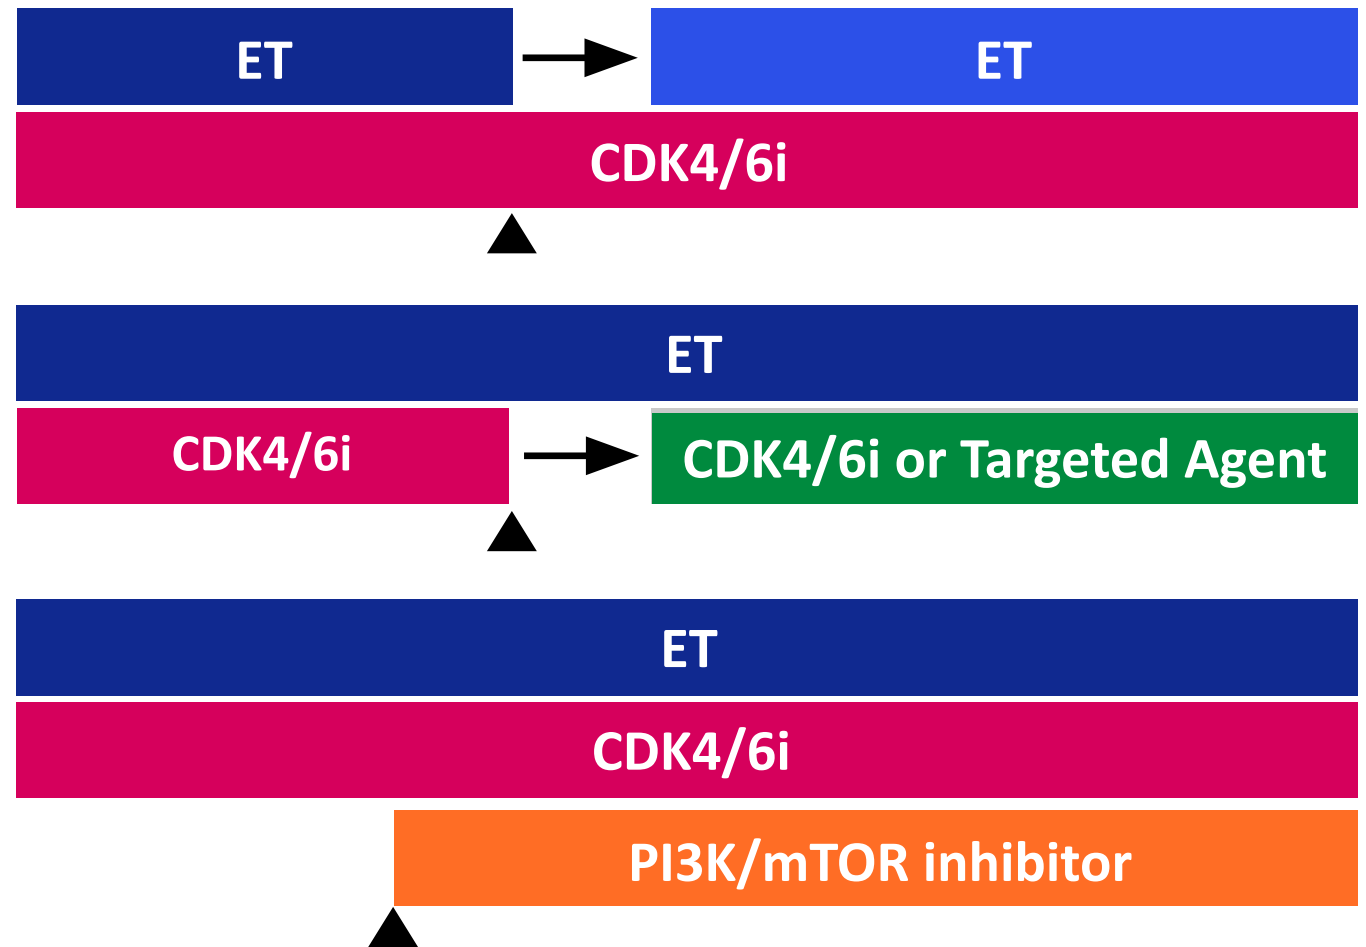 ET
ET
CDK4/6i
ET
CDK4/6i
CDK4/6i or Targeted Agent
ET
CDK4/6i
PI3K/mTOR inhibitor